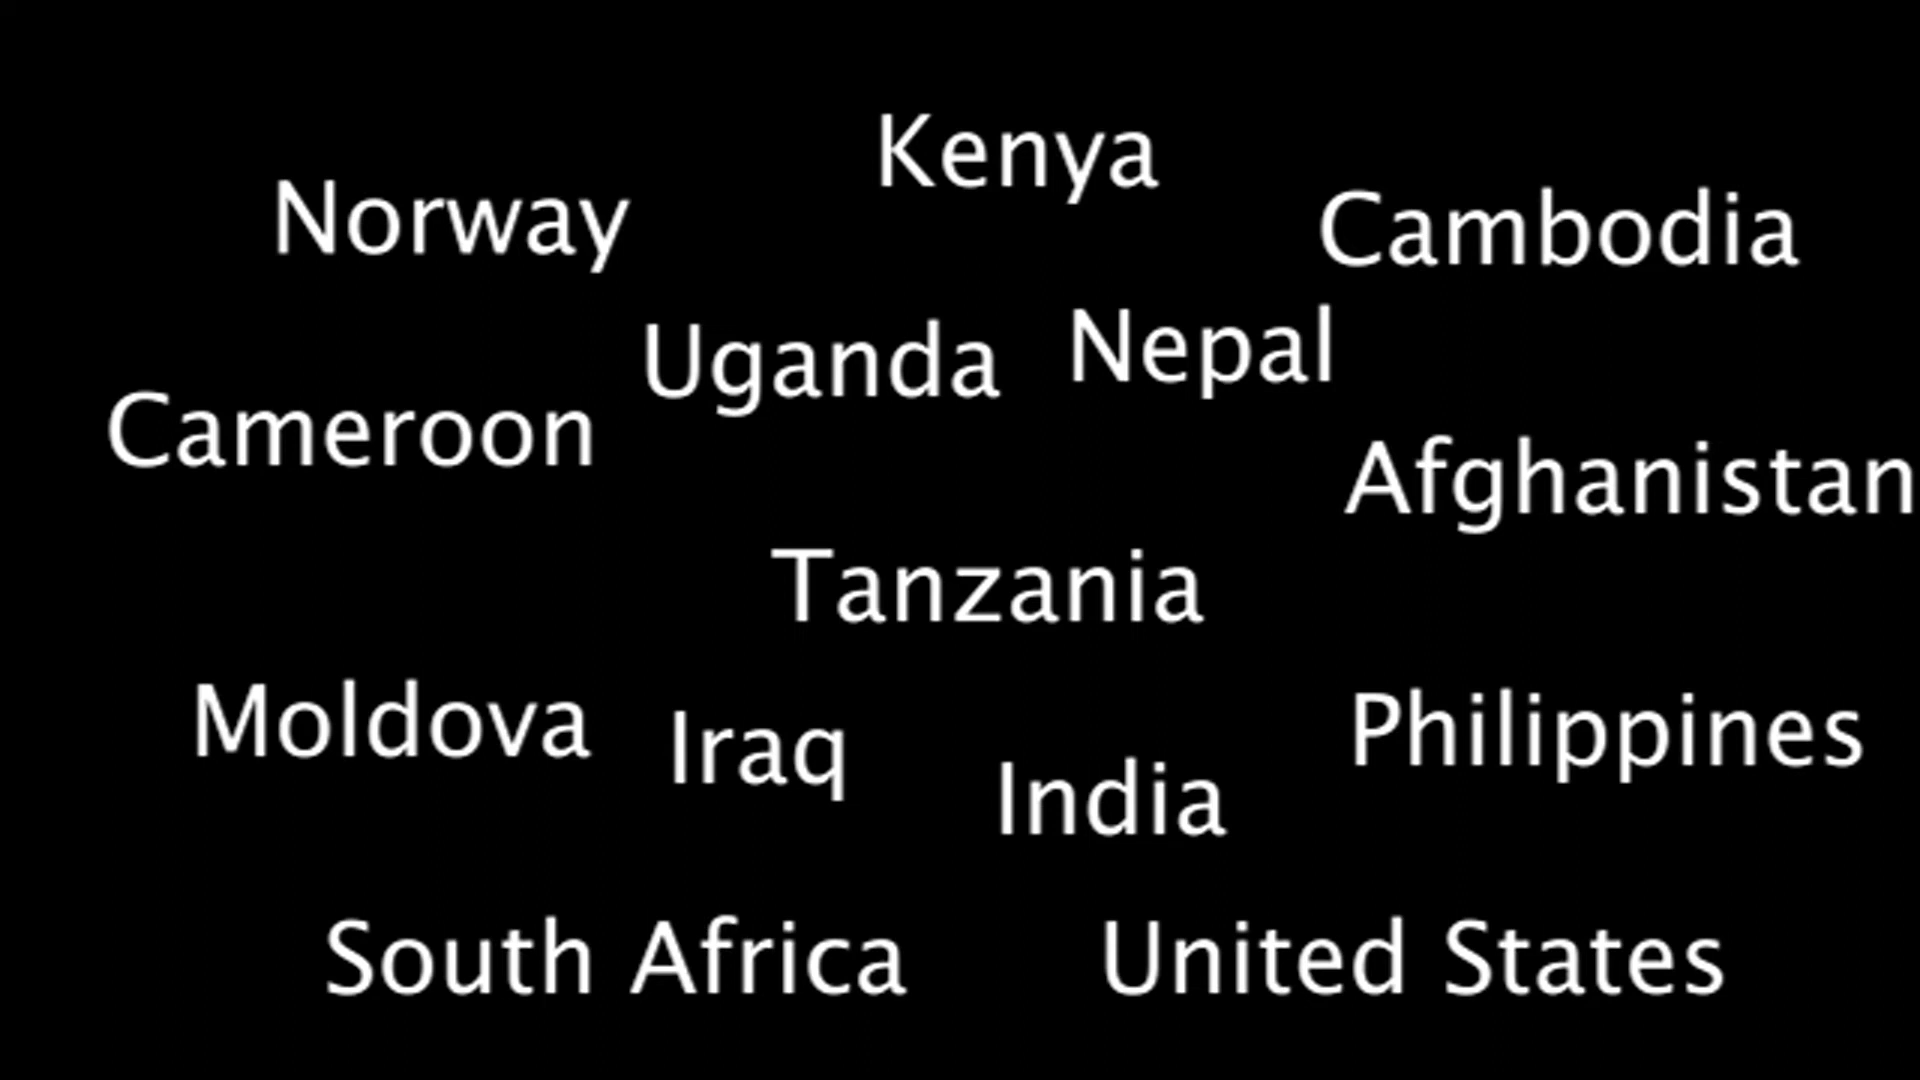 Kenya
Norway
Cambodia
Uganda
Nepal
Cameroon
Afghanistan
Tanzania
Moldova
Iraq
Philippines
India
South Africa
United States